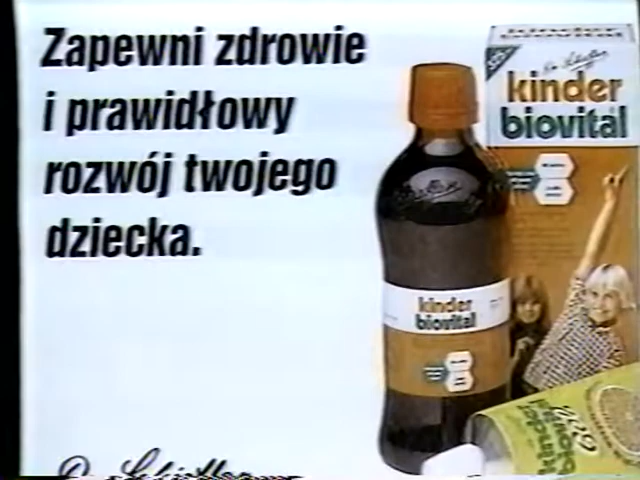 Zapewni zdrowie
i prawidłowy
rozwój twojego
dziecka.
kinder
biovital
kinder
biovital
kinder
biovital